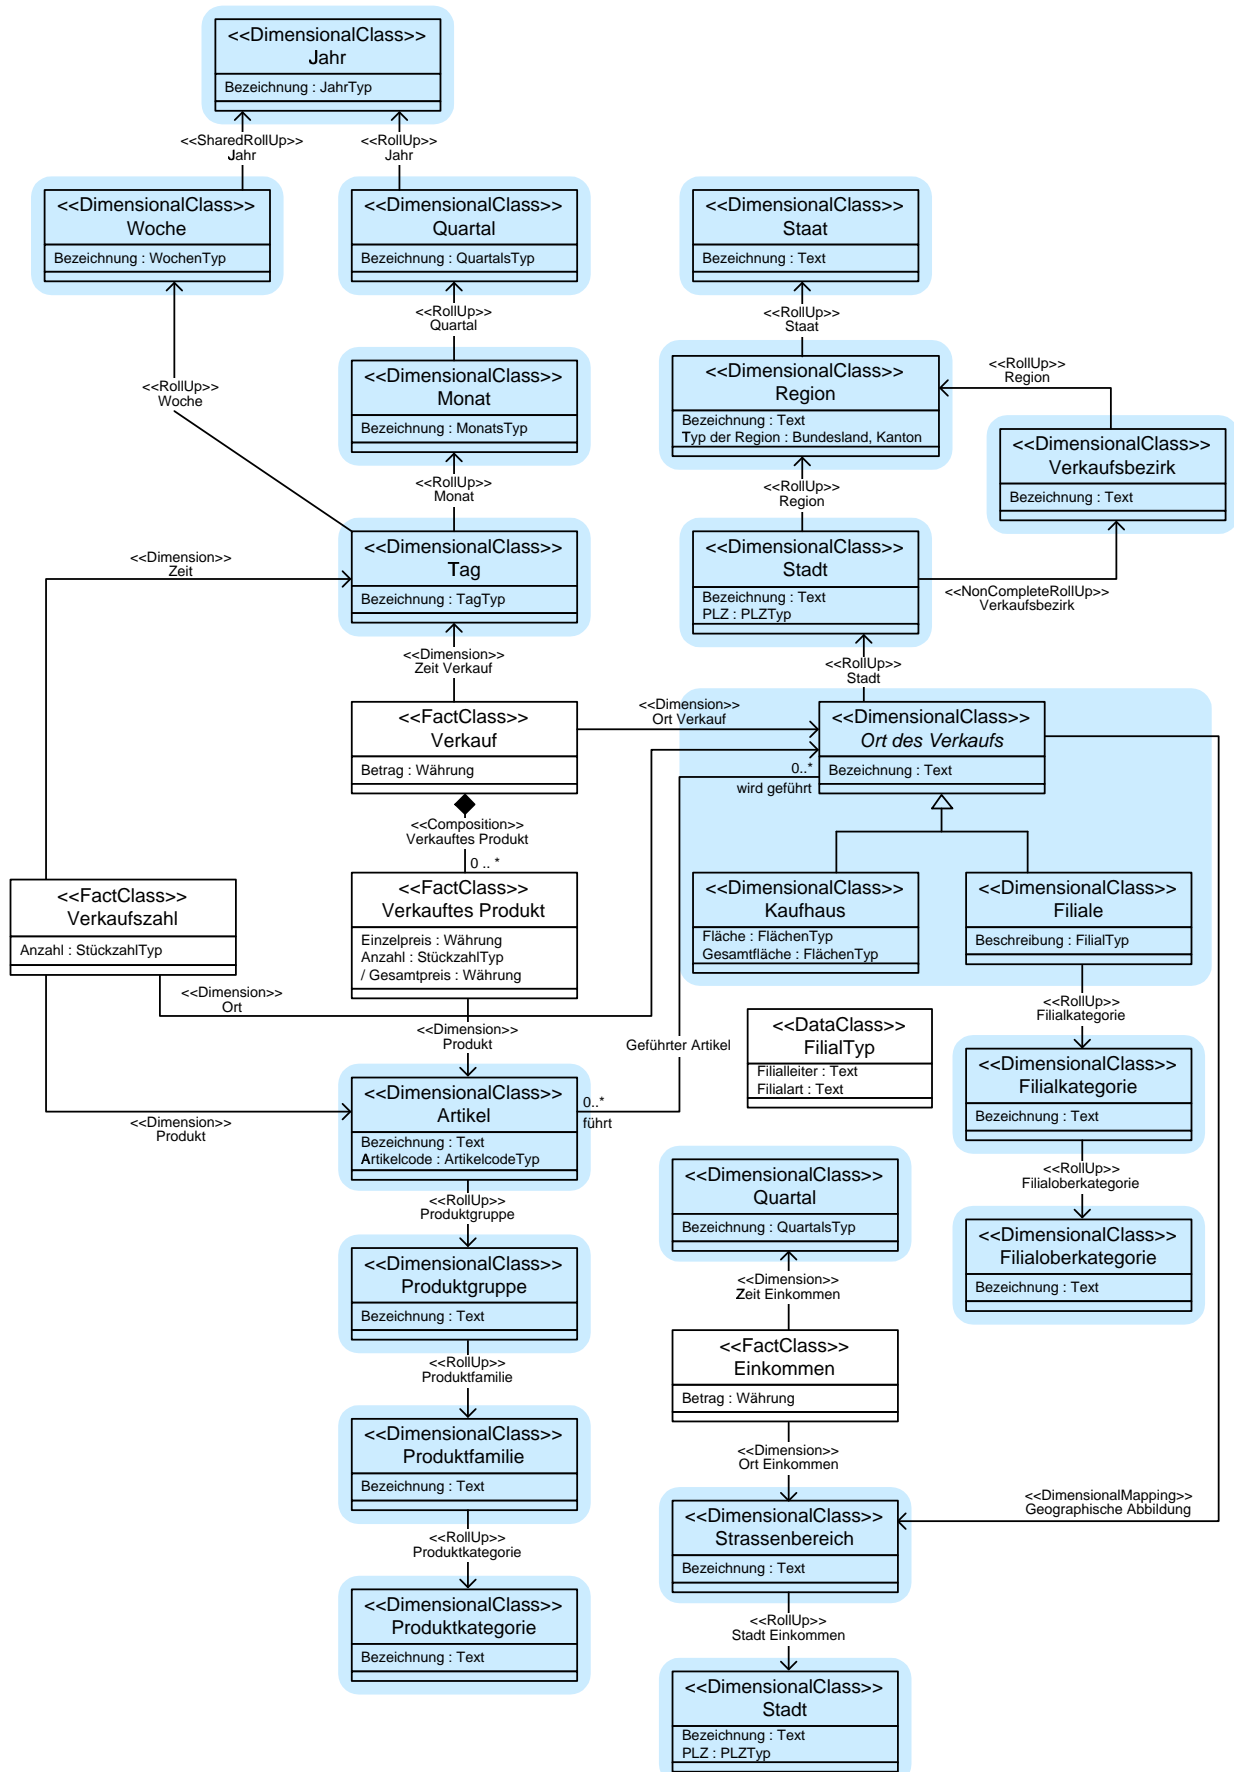 <<DimensionalClass>>
Jahr
Bezeichnung : JahrTyp
<<SharedRollUp>>
Jahr
<<RollUp>>
Jahr
<<DimensionalClass>>
Woche
Bezeichnung : WochenTyp
<<DimensionalClass>>
Quartal
Bezeichnung : QuartalsTyp
<<DimensionalClass>>
Staat
Bezeichnung : Text
<<RollUp>>
Quartal
<<RollUp>>
Staat
<<RollUp>>
Woche
<<DimensionalClass>>
Monat
Bezeichnung : MonatsTyp
<<DimensionalClass>>
Region
Bezeichnung : Text
Typ der Region : Bundesland, Kanton
<<RollUp>>
Region
<<DimensionalClass>>
Verkaufsbezirk
Bezeichnung : Text
<<RollUp>>
Monat
<<RollUp>>
Region
<<Dimension>>
Zeit
<<DimensionalClass>>
Tag
Bezeichnung : TagTyp
<<DimensionalClass>>
Stadt
Bezeichnung : Text
PLZ : PLZTyp
<<NonCompleteRollUp>>
Verkaufsbezirk
<<Dimension>>
Zeit Verkauf
<<RollUp>>
Stadt
<<FactClass>>
Verkauf
Betrag : Währung
<<Dimension>>
Ort Verkauf
<<DimensionalClass>>
Ort des Verkaufs
Bezeichnung : Text
0..*
wird geführt
<<Composition>>
Verkauftes Produkt
0 .. *
<<FactClass>>
Verkaufszahl
Anzahl : StückzahlTyp
<<FactClass>>
Verkauftes Produkt
Einzelpreis : Währung
Anzahl : StückzahlTyp
/ Gesamtpreis : Währung
<<DimensionalClass>>
Kaufhaus
Fläche : FlächenTyp
Gesamtfläche : FlächenTyp
<<DimensionalClass>>
Filiale
Beschreibung : FilialTyp
<<Dimension>>
Ort
<<Dimension>>
Produkt
Geführter Artikel
<<DataClass>>
FilialTyp
Filialleiter : Text
Filialart : Text
<<RollUp>>
Filialkategorie
<<Dimension>>
Produkt
<<DimensionalClass>>
Artikel
Bezeichnung : Text
Artikelcode : ArtikelcodeTyp
0..*
führt
<<DimensionalClass>>
Filialkategorie
Bezeichnung : Text
<<RollUp>>
Produktgruppe
<<DimensionalClass>>
Quartal
Bezeichnung : QuartalsTyp
<<RollUp>>
Filialoberkategorie
<<DimensionalClass>>
Produktgruppe
Bezeichnung : Text
<<Dimension>>
Zeit Einkommen
<<DimensionalClass>>
Filialoberkategorie
Bezeichnung : Text
<<RollUp>>
Produktfamilie
<<FactClass>>
Einkommen
Betrag : Währung
<<DimensionalClass>>
Produktfamilie
Bezeichnung : Text
<<Dimension>>
Ort Einkommen
<<RollUp>>
Produktkategorie
<<DimensionalClass>>
Strassenbereich
Bezeichnung : Text
<<DimensionalMapping>>
Geographische Abbildung
<<DimensionalClass>>
Produktkategorie
Bezeichnung : Text
<<RollUp>>
Stadt Einkommen
<<DimensionalClass>>
Stadt
Bezeichnung : Text
PLZ : PLZTyp